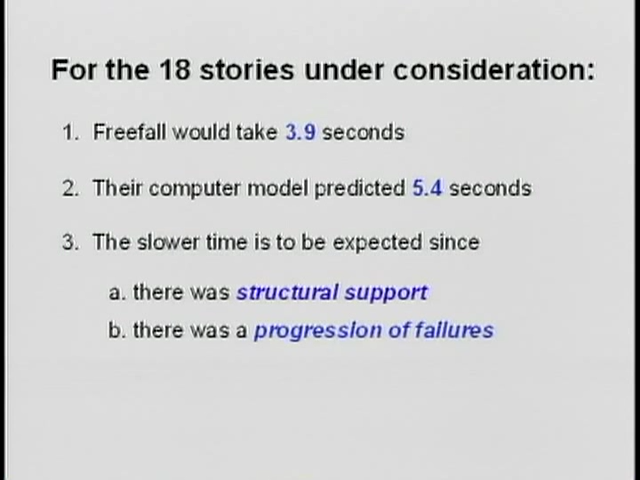 For the 18 stories under consideration:
1. Freefall would take 3.9 seconds
2. Their computer model predicted 5.4 seconds
3. The slower time is to be expected since
a. there was structural support
b. there was a progression of failures